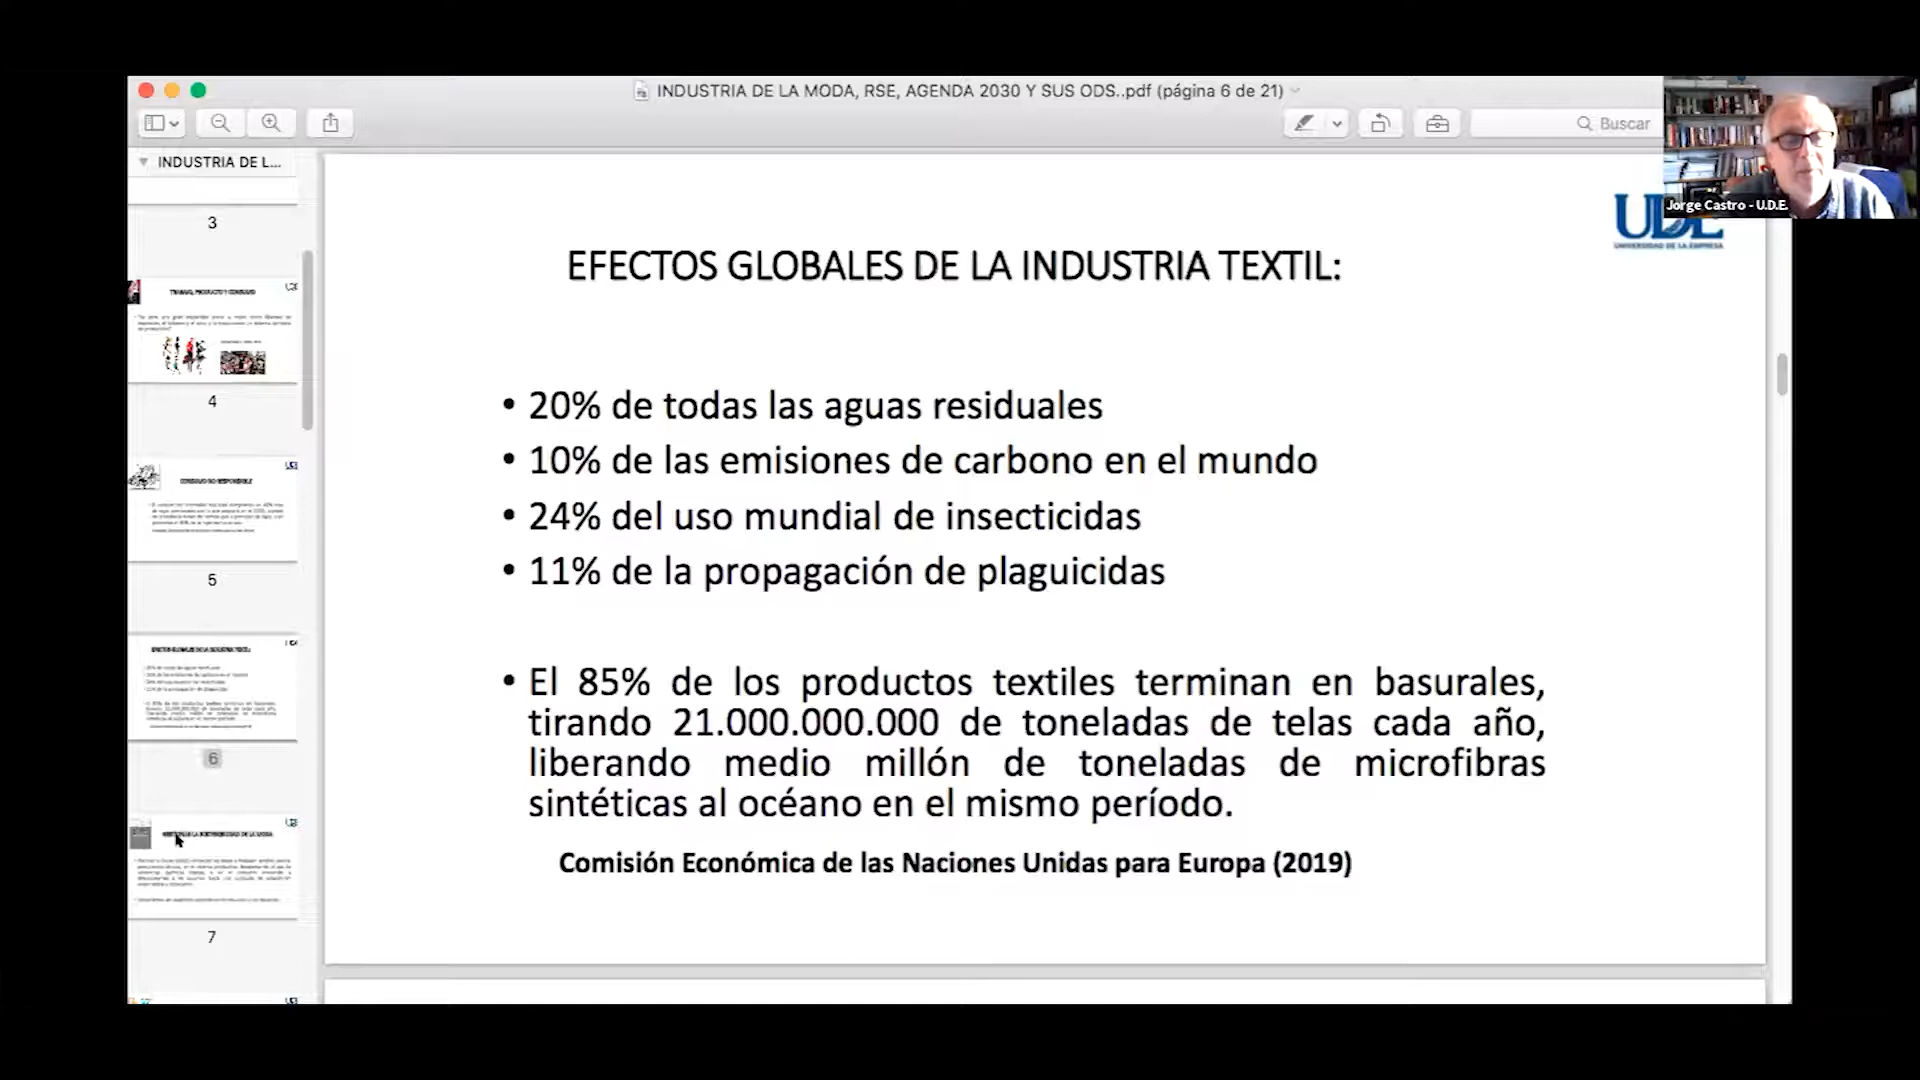 INDUSTRIA DE LA MODA, RSE, AGENDA 2030 Y SUS ODS..pdf (página 6 de 21)
Buscar
Jorge Castro - U.D.E.
INDUSTRIA DE L...
3
4
5
6
7
UDE
UNIVERSIDAD DE LA EMPRESA
EFECTOS GLOBALES DE LA INDUSTRIA TEXTIL:
• 20% de todas las aguas residuales
• 10% de las emisiones de carbono en el mundo
• 24% del uso mundial de insecticidas
• 11% de la propagación de plaguicidas
• El 85% de los productos textiles terminan en basurales,
tirando 21.000.000.000 de toneladas de telas cada año,
liberando medio millón de toneladas de microfibras
sintéticas al océano en el mismo período.
Comisión Económica de las Naciones Unidas para Europa (2019)